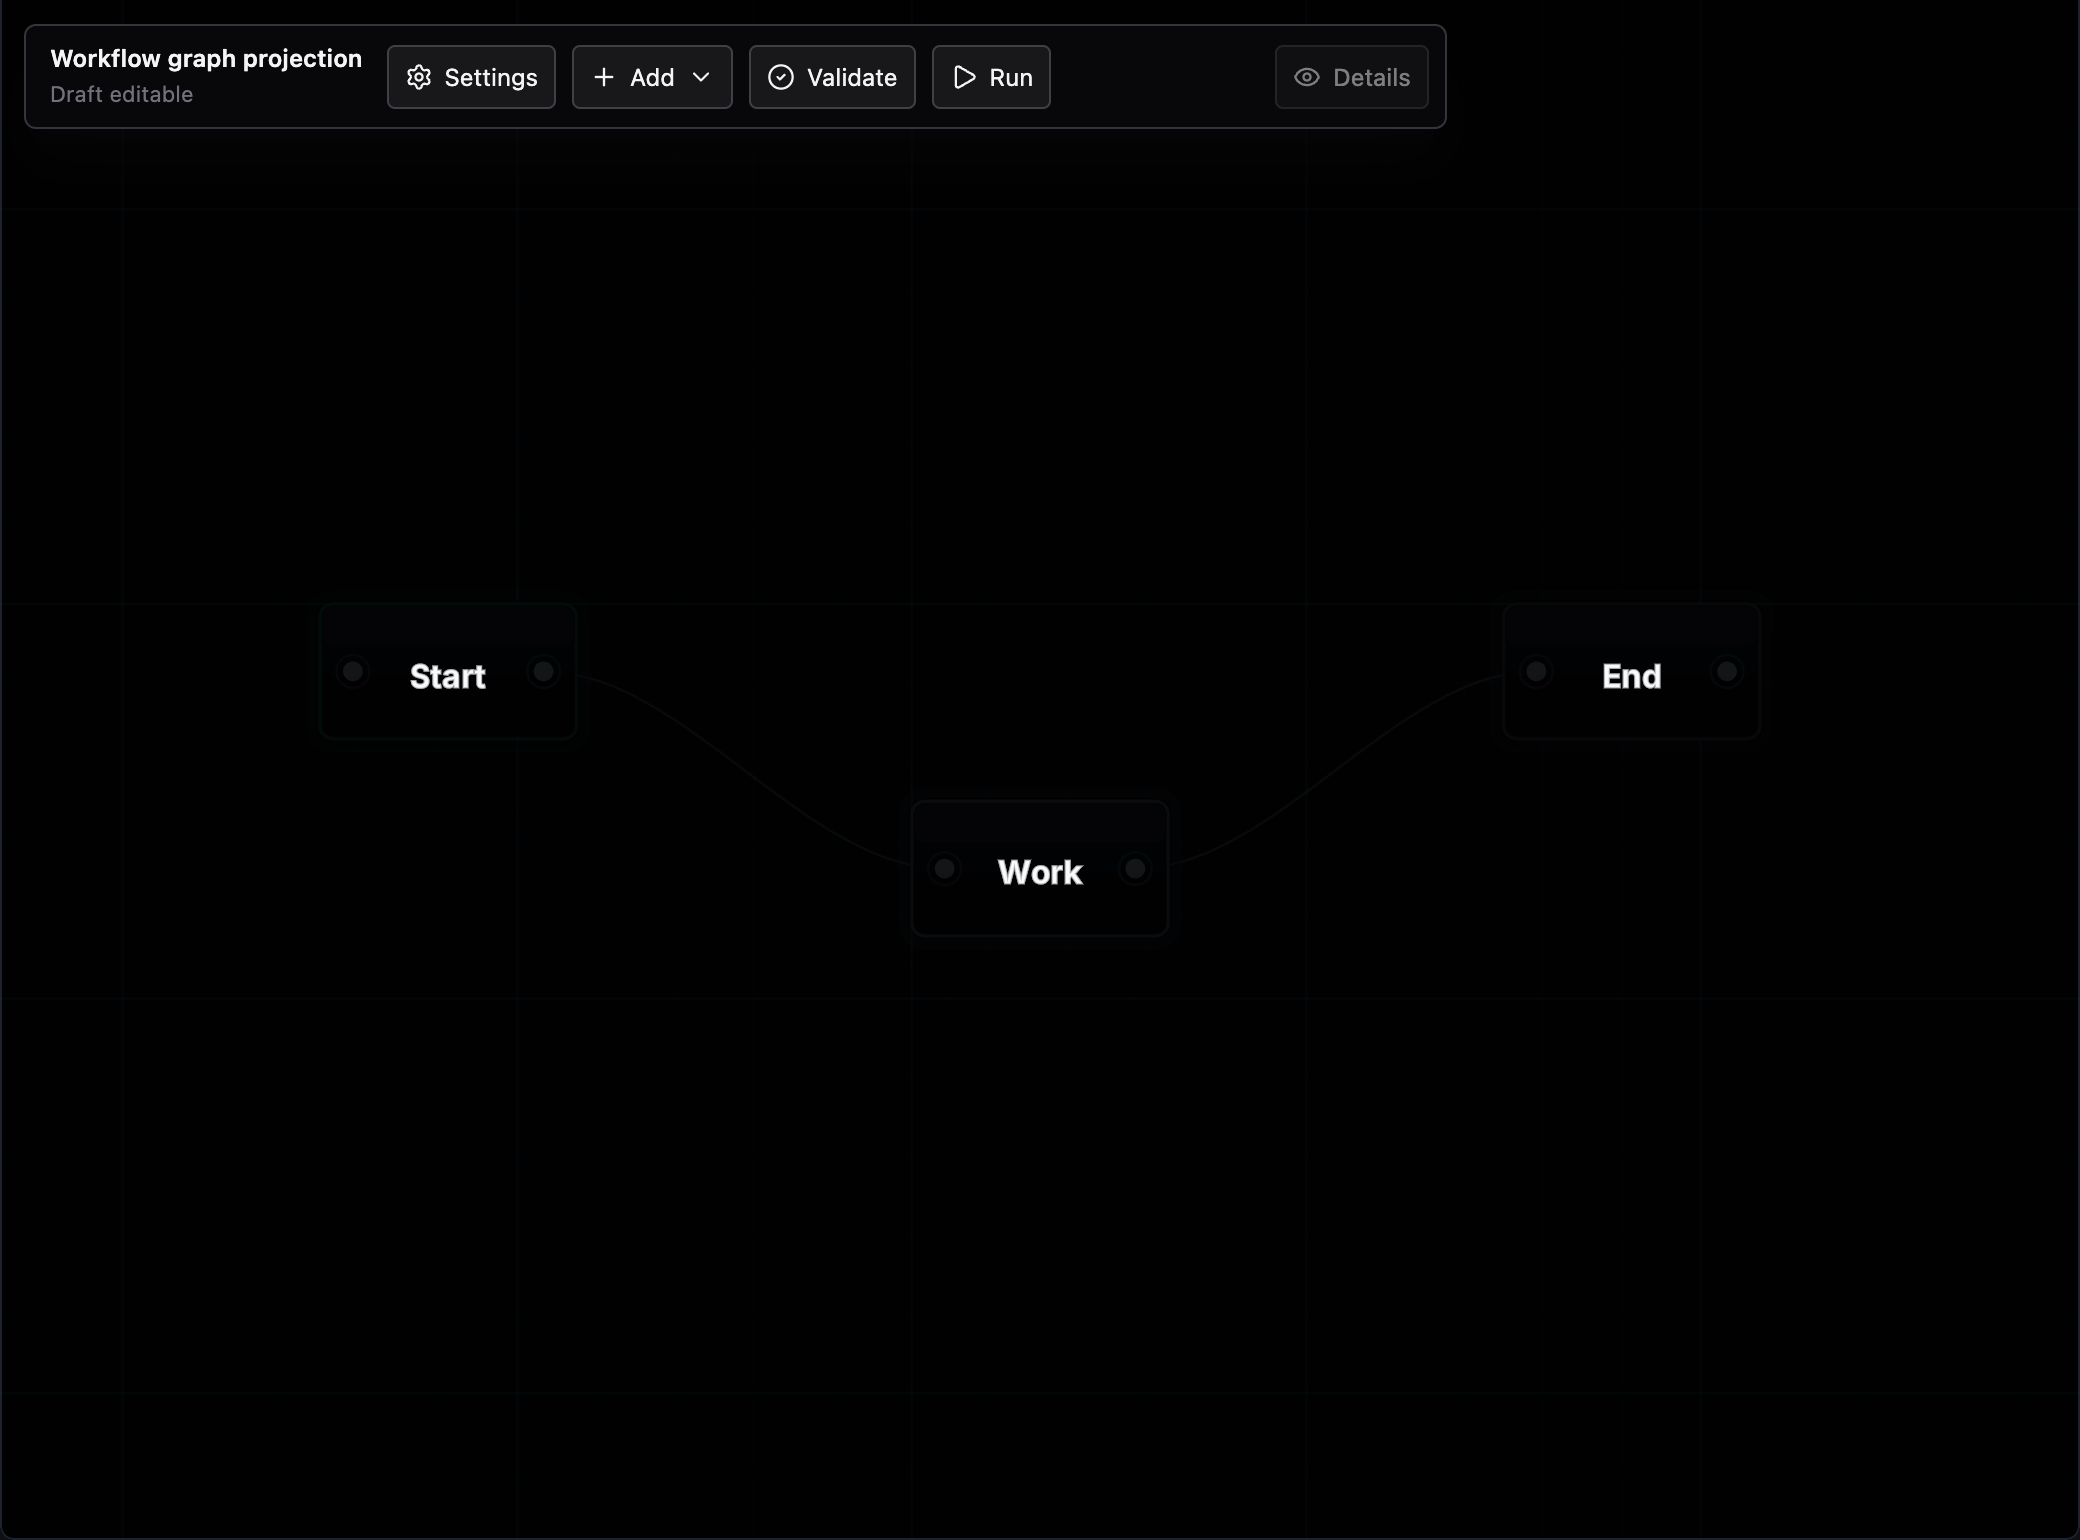 Workflow graph projection
Draft editable
Settings
Add
Validate
Run
Details
Start
End
Work